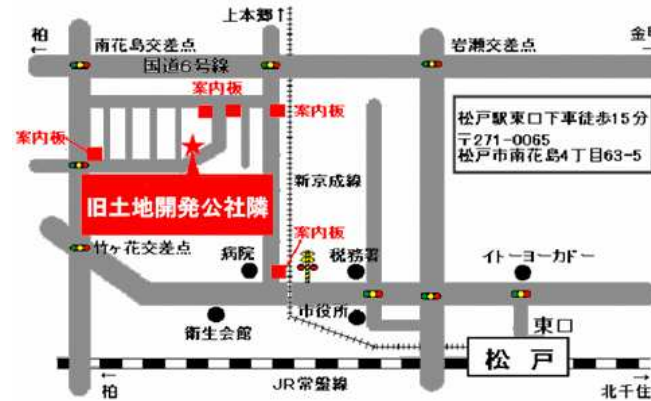 上本郷↑
柏
←
南花島交差点
岩瀬交差点
国道6号線
案内板
案内板
案内板
松戸駅東口下車徒歩15分
〒271-0065
松戸市南花島4丁目63-5
新京成線
旧土地開発公社隣
竹ヶ花交差点
案内板
病院
税務署
イトーヨーカドー
衛生会館
市役所
東口
松戸
←
柏
JR常盤線
→
北千住